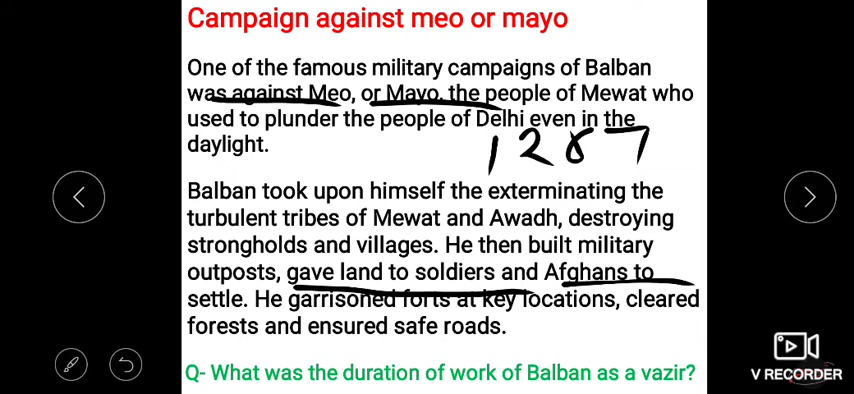 Campaign against meo or mayo
One of the famous military campaigns of Balban
was against Meo, or Mayo, the people of Mewat who
used to plunder the people of Delhi even in the
daylight.
1287
Balban took upon himself the exterminating the
turbulent tribes of Mewat and Awadh, destroying
strongholds and villages. He then built military
outposts, gave land to soldiers and Afghans to
settle. He garrisoned forts at key locations, cleared
forests and ensured safe roads.
Q- What was the duration of work of Balban as a vazir?
V RECORDER